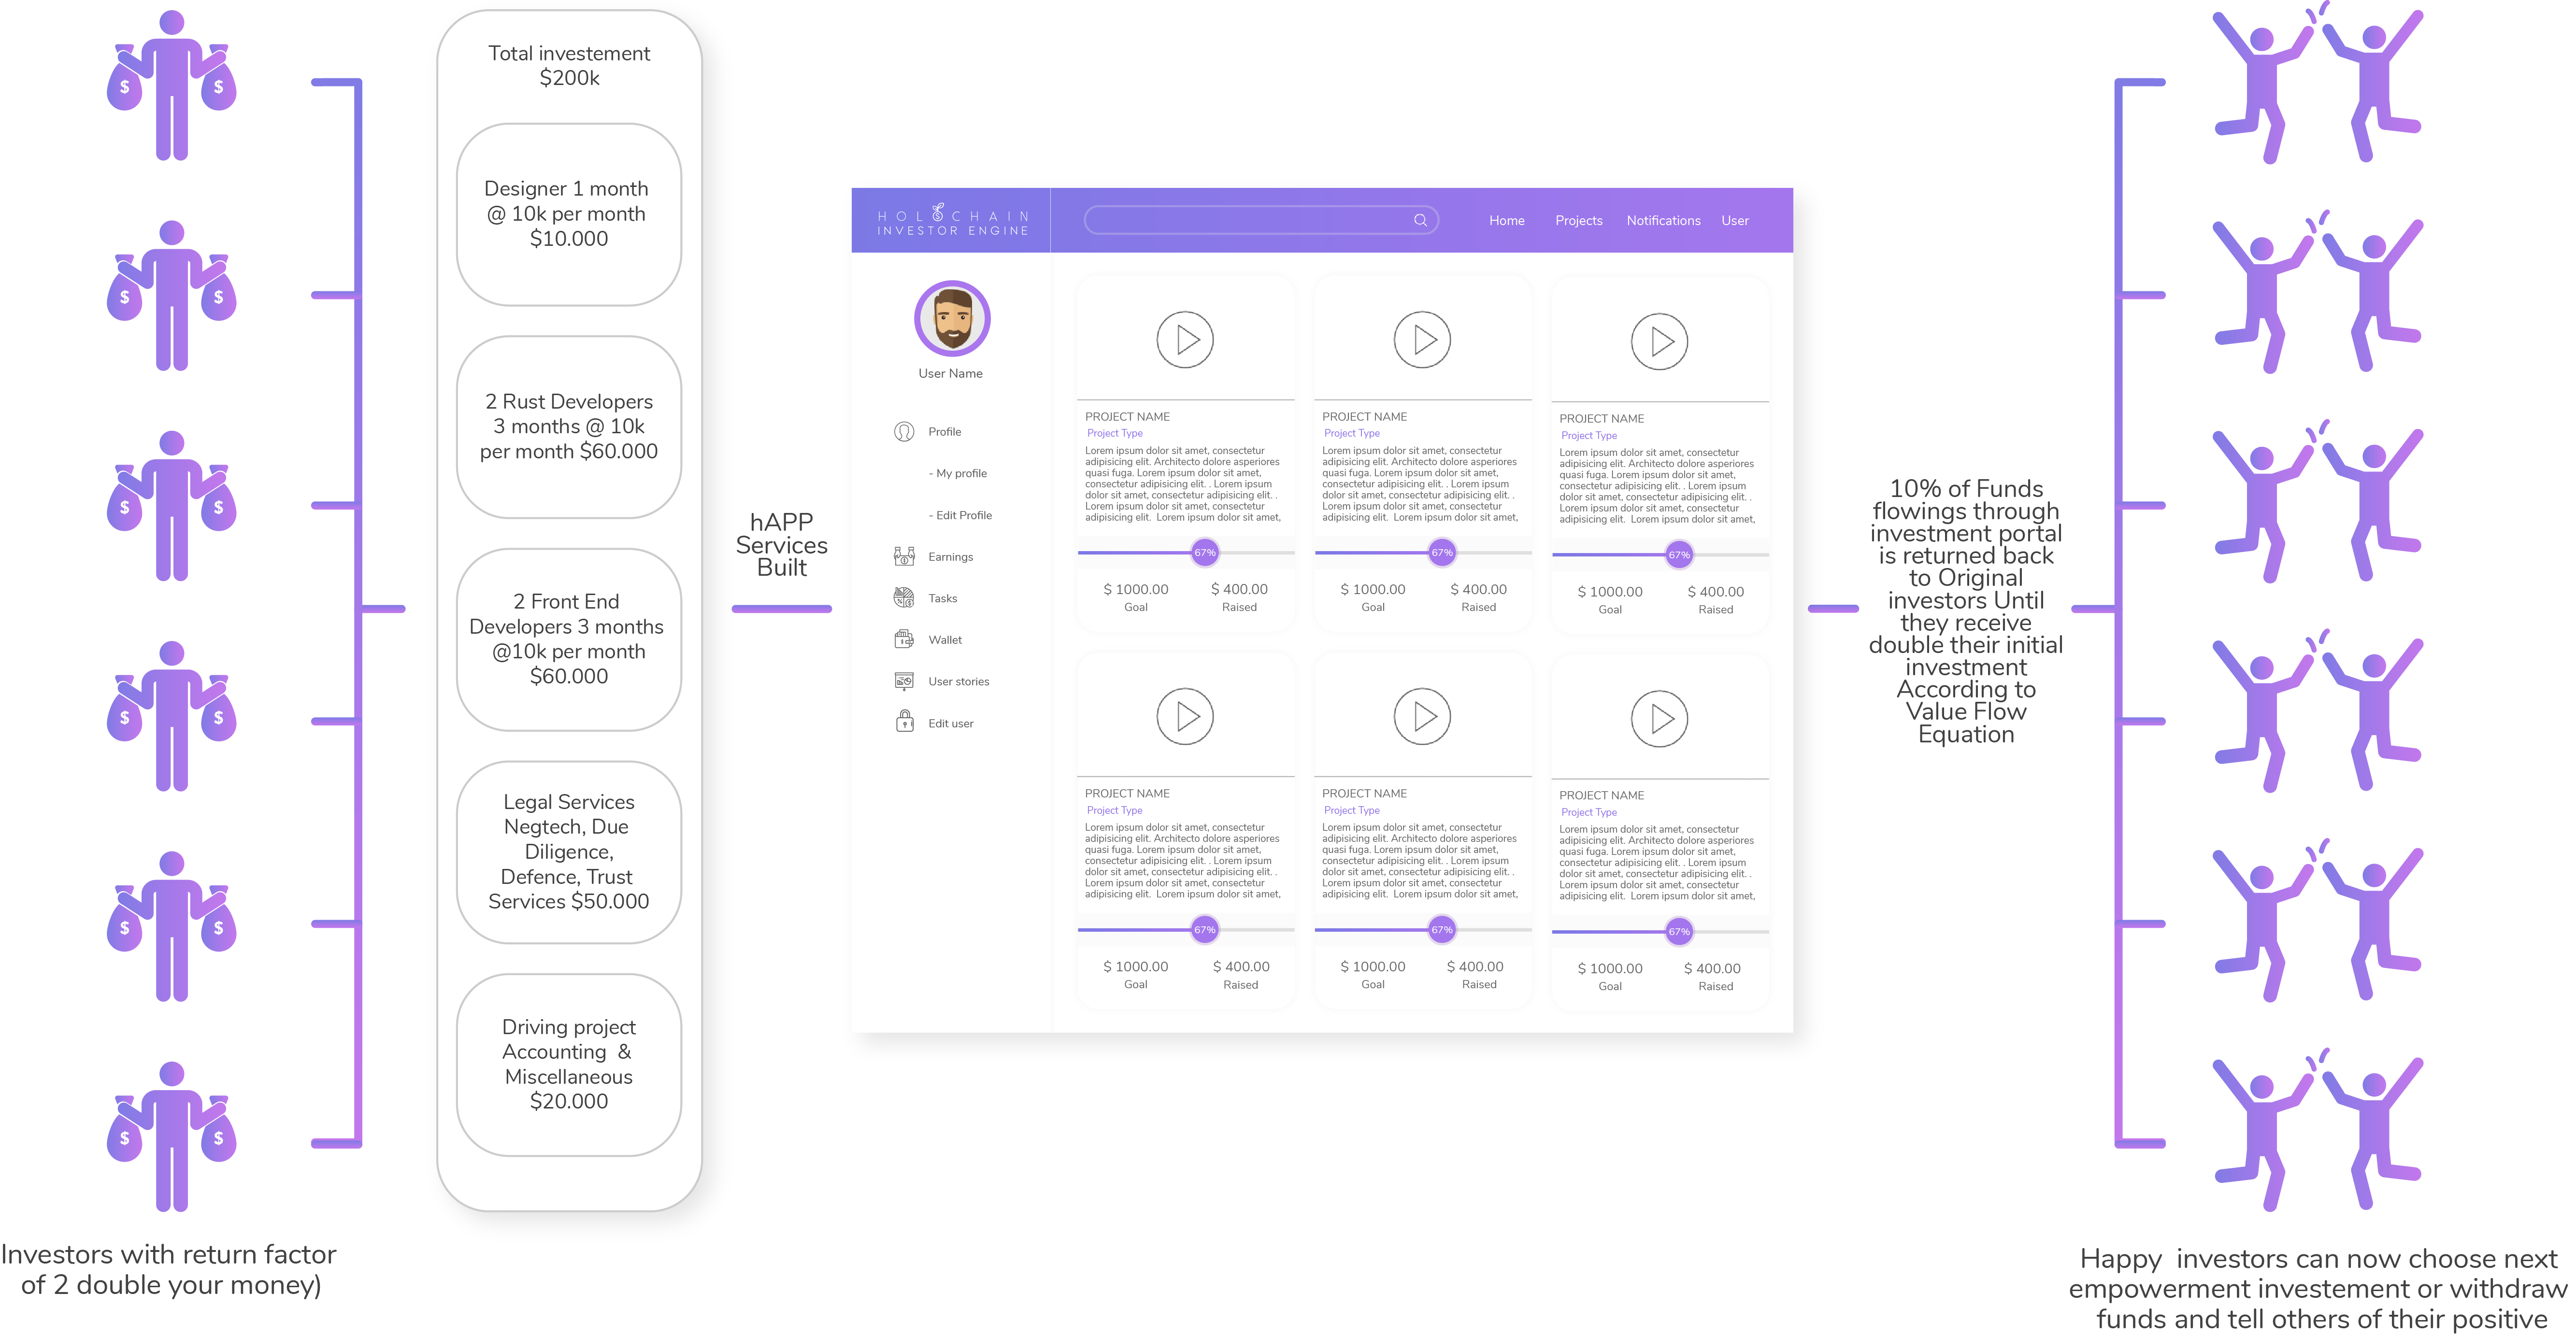 Total investement
$200k
Designer 1 month
@ 10k per month
$10.000
2 Rust Developers
3 months @ 10k
per month $60.000
2 Front End
Developers 3 months
@10k per month
$60.000
Legal Services
Negtech, Due
Diligence,
Defence, Trust
Services $50.000
Driving project
Accounting & 
Miscellaneous
$20.000
$ $
$ $
$ $
$ $
$ $
$ $
Investors with return factor
of 2 double your money)
hAPP
Services
Built
HOLOCHAIN
INVESTOR ENGINE
Home Projects Notifications User
User Name
Profile
- My profile
- Edit Profile
Earnings
Tasks
Wallet
User stories
Edit user
PROJECT NAME
Project Type
Lorem ipsum dolor sit amet, consectetur
adipisicing elit. Architecto dolore asperiores
quasi fuga. Lorem ipsum dolor sit amet,
consectetur adipisicing elit. . Lorem ipsum
dolor sit amet, consectetur adipisicing elit. .
Lorem ipsum dolor sit amet, consectetur
adipisicing elit. Lorem ipsum dolor sit amet,
67%
$ 1000.00 $ 400.00
Goal Raised
PROJECT NAME
Project Type
Lorem ipsum dolor sit amet, consectetur
adipisicing elit. Architecto dolore asperiores
quasi fuga. Lorem ipsum dolor sit amet,
consectetur adipisicing elit. . Lorem ipsum
dolor sit amet, consectetur adipisicing elit. .
Lorem ipsum dolor sit amet, consectetur
adipisicing elit. Lorem ipsum dolor sit amet,
67%
$ 1000.00 $ 400.00
Goal Raised
PROJECT NAME
Project Type
Lorem ipsum dolor sit amet, consectetur
adipisicing elit. Architecto dolore asperiores
quasi fuga. Lorem ipsum dolor sit amet,
consectetur adipisicing elit. . Lorem ipsum
dolor sit amet, consectetur adipisicing elit. .
Lorem ipsum dolor sit amet, consectetur
adipisicing elit. Lorem ipsum dolor sit amet,
67%
$ 1000.00 $ 400.00
Goal Raised
PROJECT NAME
Project Type
Lorem ipsum dolor sit amet, consectetur
adipisicing elit. Architecto dolore asperiores
quasi fuga. Lorem ipsum dolor sit amet,
consectetur adipisicing elit. . Lorem ipsum
dolor sit amet, consectetur adipisicing elit. .
Lorem ipsum dolor sit amet, consectetur
adipisicing elit. Lorem ipsum dolor sit amet,
67%
$ 1000.00 $ 400.00
Goal Raised
PROJECT NAME
Project Type
Lorem ipsum dolor sit amet, consectetur
adipisicing elit. Architecto dolore asperiores
quasi fuga. Lorem ipsum dolor sit amet,
consectetur adipisicing elit. . Lorem ipsum
dolor sit amet, consectetur adipisicing elit. .
Lorem ipsum dolor sit amet, consectetur
adipisicing elit. Lorem ipsum dolor sit amet,
67%
$ 1000.00 $ 400.00
Goal Raised
PROJECT NAME
Project Type
Lorem ipsum dolor sit amet, consectetur
adipisicing elit. Architecto dolore asperiores
quasi fuga. Lorem ipsum dolor sit amet,
consectetur adipisicing elit. . Lorem ipsum
dolor sit amet, consectetur adipisicing elit. .
Lorem ipsum dolor sit amet, consectetur
adipisicing elit. Lorem ipsum dolor sit amet,
67%
$ 1000.00 $ 400.00
Goal Raised
10% of Funds
flowings through
investment portal
is returned back
to Original
investors Until
they receive
double their initial
investment
According to
Value Flow
Equation
Happy investors can now choose next
empowerment investement or withdraw
funds and tell others of their positive